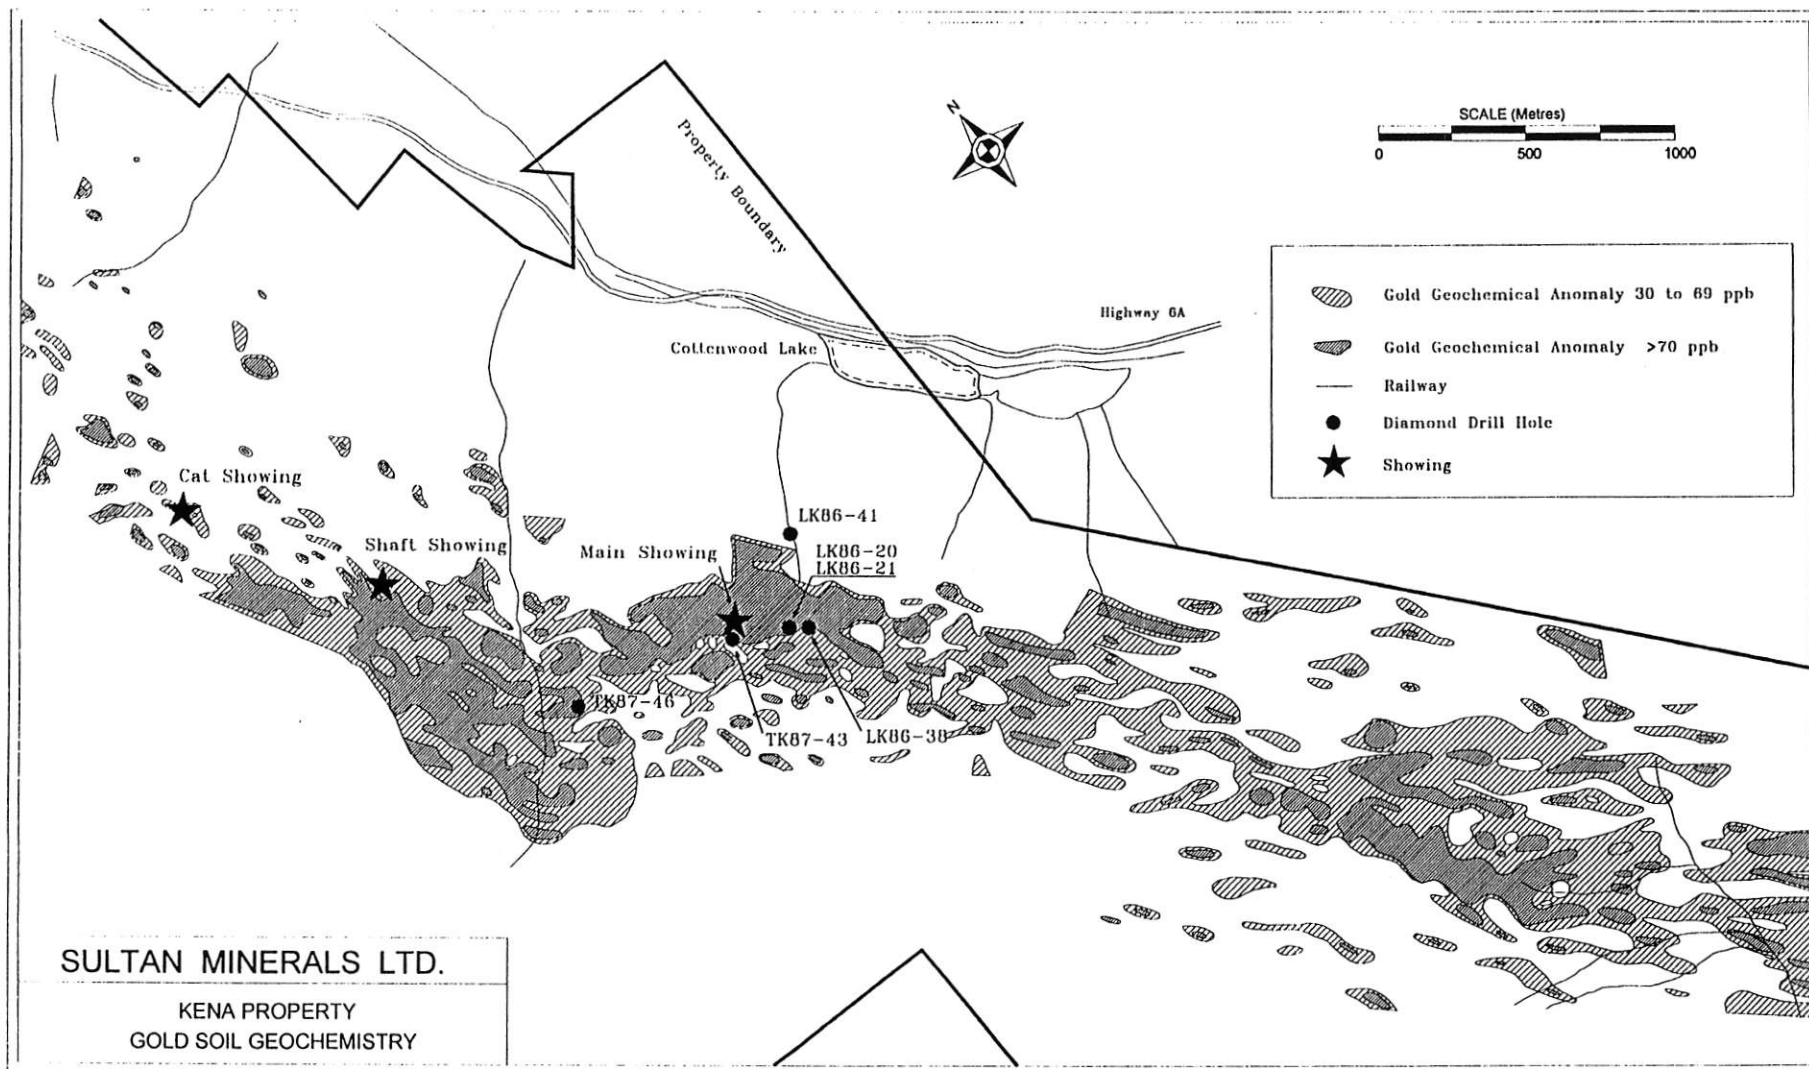 N
SCALE (Metres)
0 500 1000
Property Boundary
Gold Geochemical Anomaly 30 to 69 ppb
Gold Geochemical Anomaly >70 ppb
Railway
Diamond Drill Hole
Showing
Highway 6A
Cottenwood Lake
Cat Showing
LK86-41
Shaft Showing
Main Showing
LK86-20
LK86-21
TK87-46
TK87-43
LK86-38
SULTAN MINERALS LTD.
KENA PROPERTY
GOLD SOIL GEOCHEMISTRY